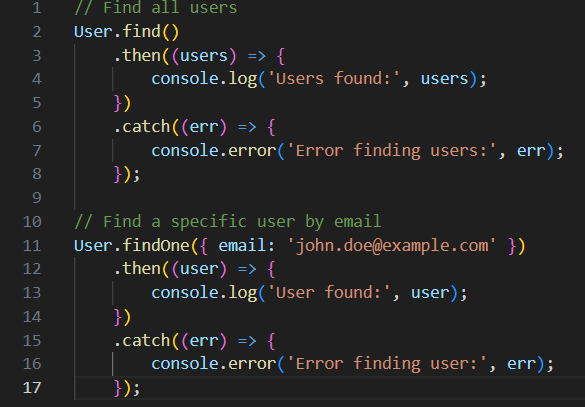 1 // Find all users
2 User.find()
3     .then((users) => {
4         console.log('Users found:', users);
5     })
6     .catch((err) => {
7         console.error('Error finding users:', err);
8     });
9
10 // Find a specific user by email
11 User.findOne({ email: 'john.doe@example.com' })
12     .then((user) => {
13         console.log('User found:', user);
14     })
15     .catch((err) => {
16         console.error('Error finding user:', err);
17     });